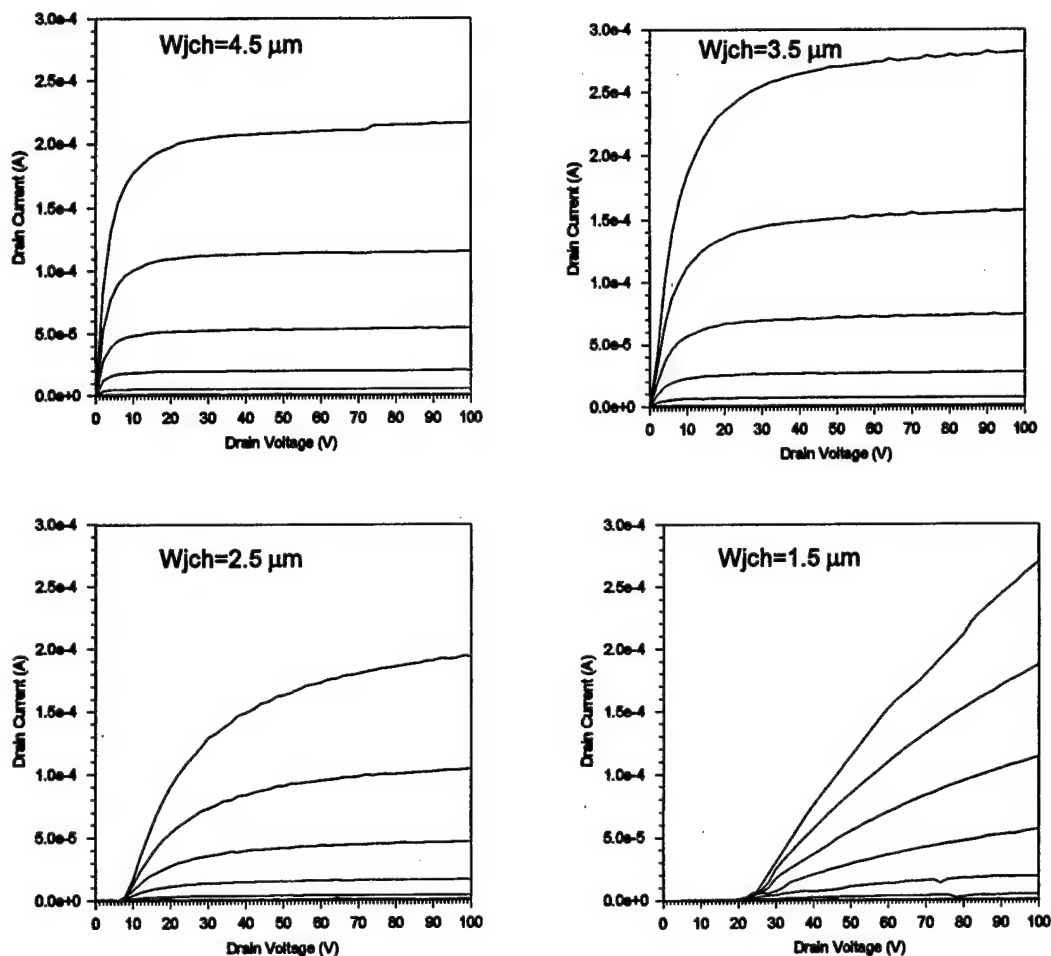 Wjch=4.5 µm
3.0e-4
2.5e-4
2.0e-4
1.5e-4
1.0e-4
5.0e-5
0.0e+0
Drain Current (A)
0 10 20 30 40 50 60 70 80 90 100
Drain Voltage (V)
Wjch=3.5 µm
3.0e-4
2.5e-4
2.0e-4
1.5e-4
1.0e-4
5.0e-5
0.0e+0
Drain Current (A)
0 10 20 30 40 50 60 70 80 90 100
Drain Voltage (V)
Wjch=2.5 µm
3.0e-4
2.5e-4
2.0e-4
1.5e-4
1.0e-4
5.0e-5
0.0e+0
Drain Current (A)
0 10 20 30 40 50 60 70 80 90 100
Drain Voltage (V)
Wjch=1.5 µm
3.0e-4
2.5e-4
2.0e-4
1.5e-4
1.0e-4
5.0e-5
0.0e+0
Drain Current (A)
0 10 20 30 40 50 60 70 80 90 100
Drain Voltage (V)